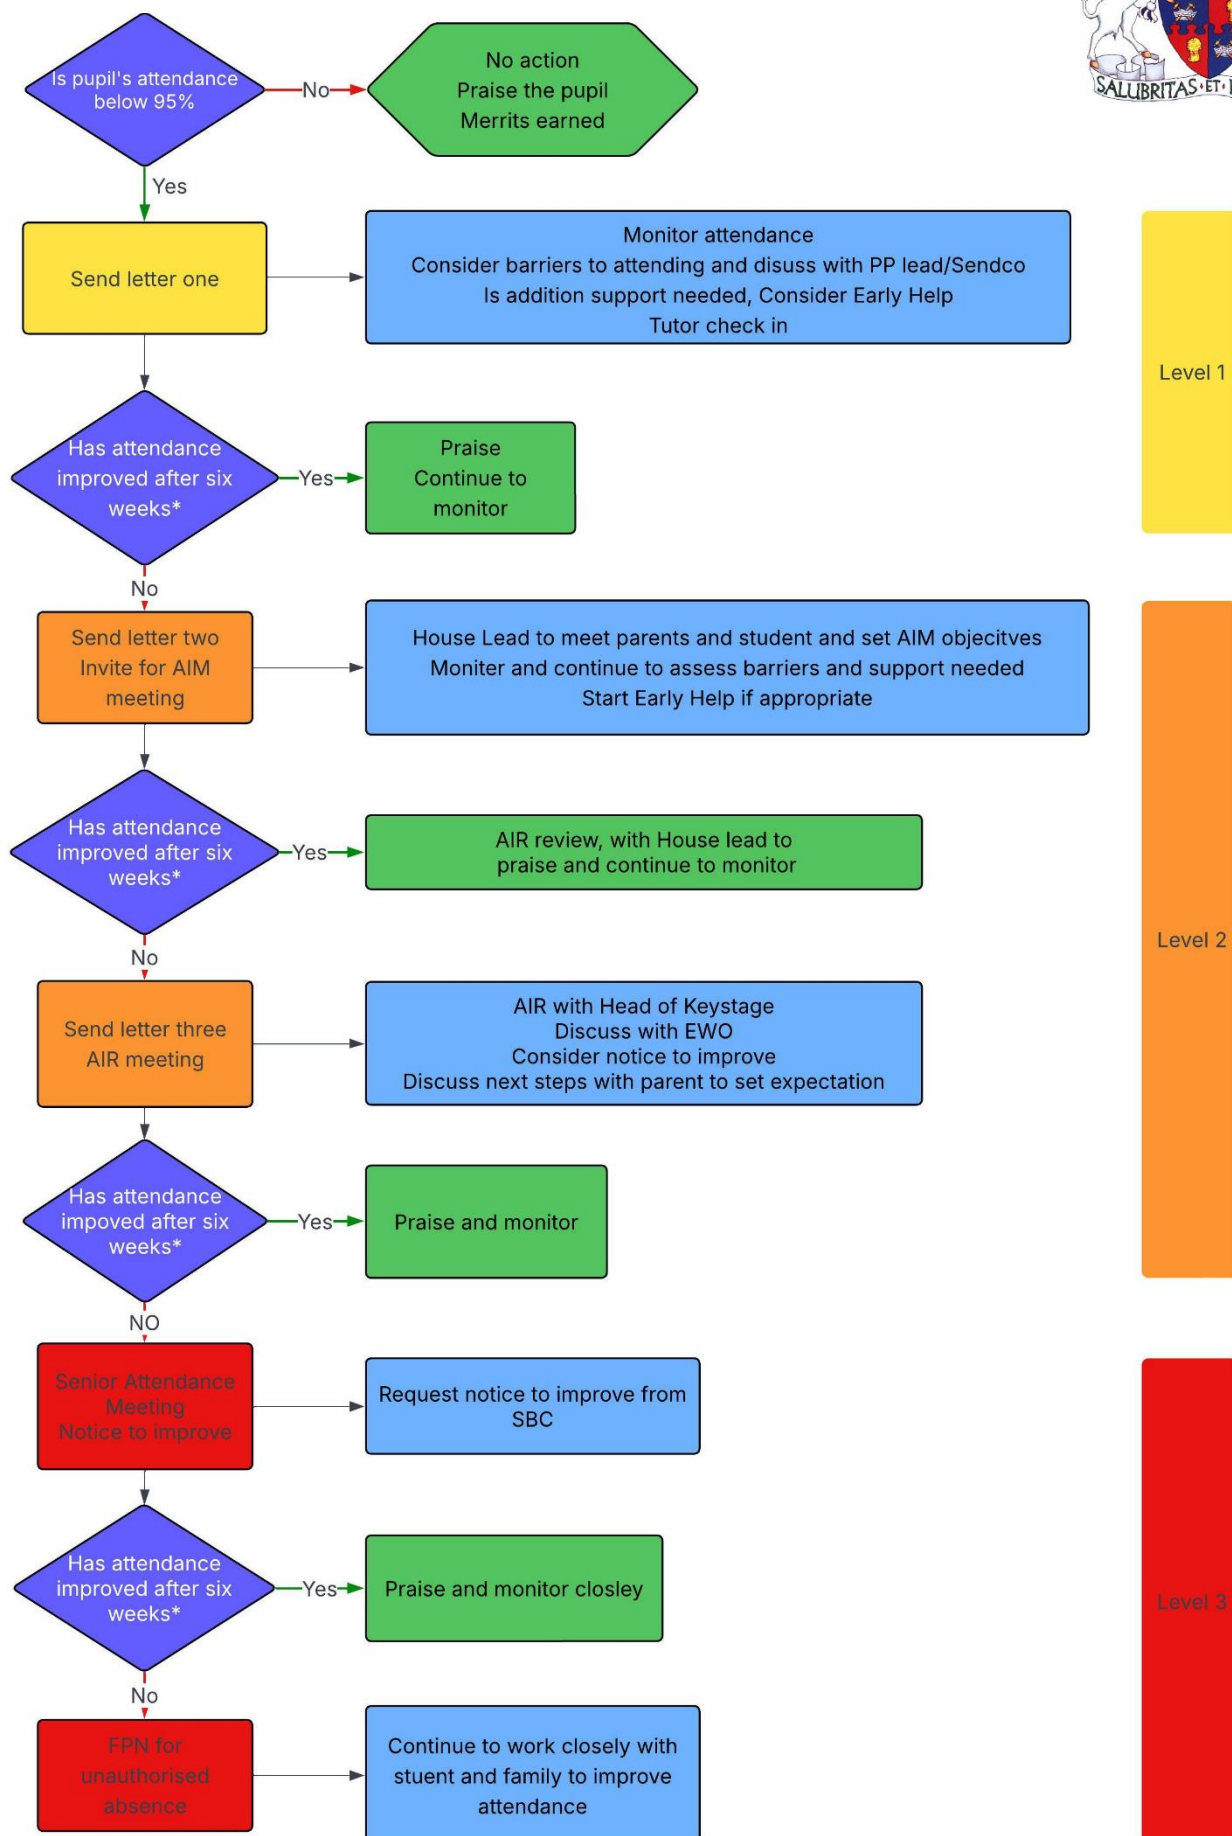 Is pupil's attendance
below 95%
No
No action
Praise the pupil
Merrits earned
SALUBRITAS ET
Yes
Send letter one
Monitor attendance
Consider barriers to attending and disuss with PP lead/Sendco
Is addition support needed, Consider Early Help
Tutor check in
Level 1
Has attendance
improved after six
weeks*
Yes
Praise
Continue to
monitor
No
Send letter two
Invite for AIM
meeting
House Lead to meet parents and student and set AIM objecitves
Moniter and continue to assess barriers and support needed
Start Early Help if appropriate
Has attendance
improved after six
weeks*
Yes
AIR review, with House lead to
praise and continue to monitor
Level 2
No
Send letter three
AIR meeting
AIR with Head of Keystage
Discuss with EWO
Consider notice to improve
Discuss next steps with parent to set expectation
Has attendance
impoved after six
weeks*
Yes
Praise and monitor
NO
Senior Attendance
Meeting
Notice to improve
Request notice to improve from
SBC
Has attendance
improved after six
weeks*
Yes
Praise and monitor closley
Level 3
No
FPN for
unauthorised
absence
Continue to work closely with
stuent and family to improve
attendance